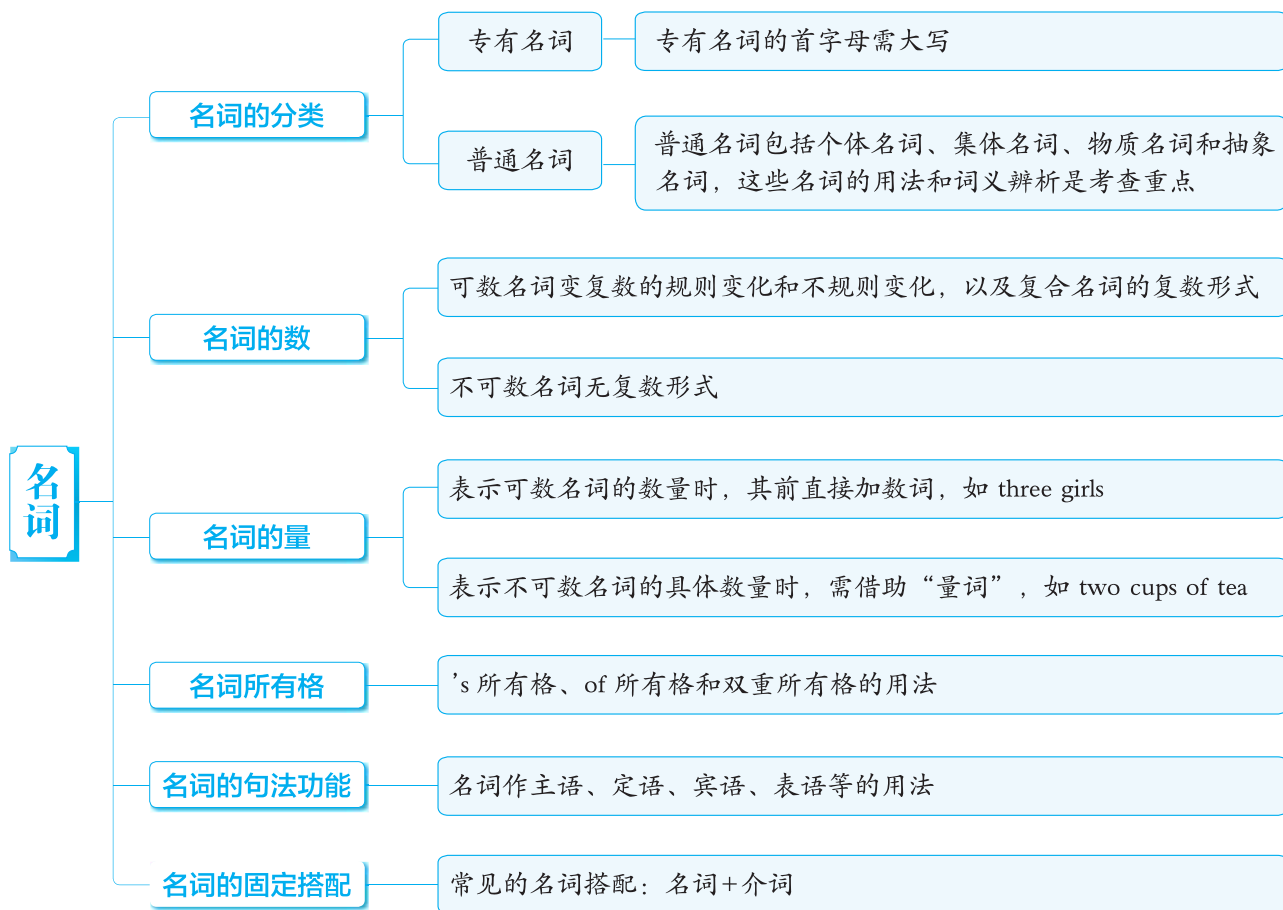 名词
名词的分类
专有名词
专有名词的首字母需大写
普通名词
普通名词包括个体名词、集体名词、物质名词和抽象
名词，这些名词的用法和词义辨析是考查重点
名词的数
可数名词变复数的规则变化和不规则变化，以及复合名词的复数形式
不可数名词无复数形式
名词的量
表示可数名词的数量时，其前直接加数词，如 three girls
表示不可数名词的具体数量时，需借助“量词”，如 two cups of tea
名词所有格
’s 所有格、of 所有格和双重所有格的用法
名词的句法功能
名词作主语、定语、宾语、表语等的用法
名词的固定搭配
常见的名词搭配：名词+介词